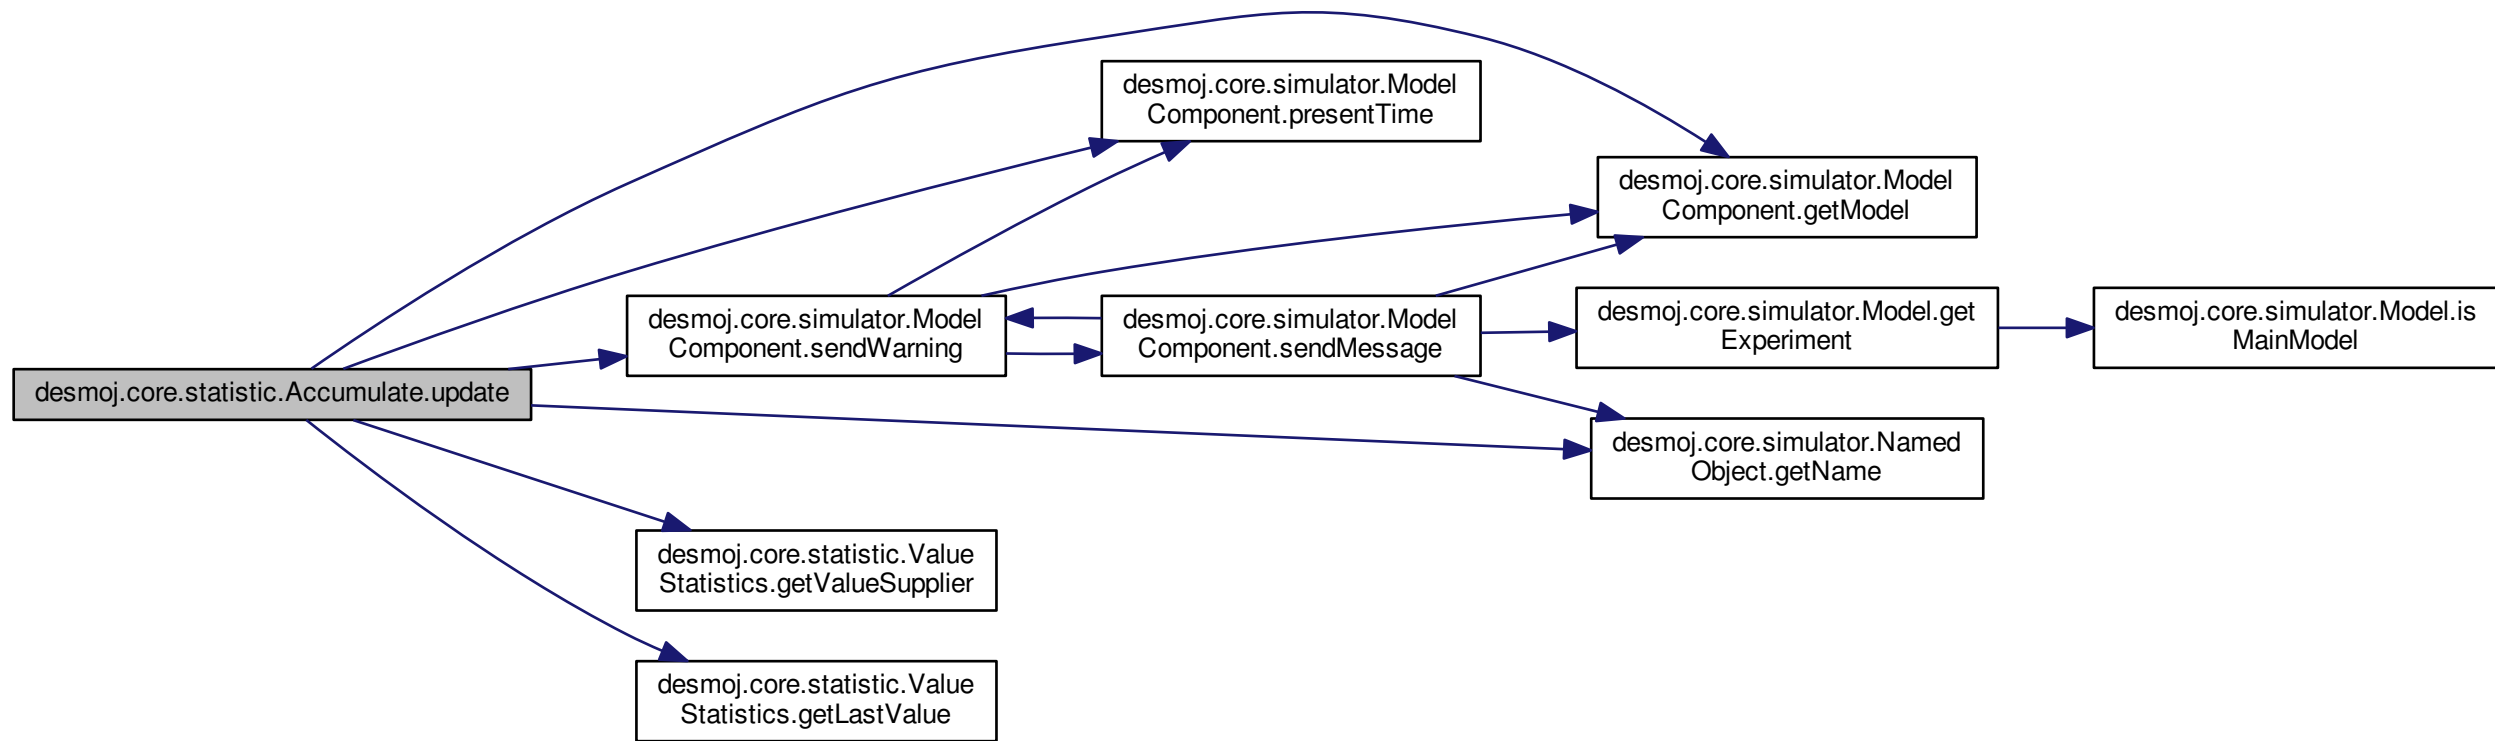 desmoj.core.statistic.Accumulate.update
desmoj.core.simulator.Model
Component.presentTime
desmoj.core.simulator.Model
Component.getModel
desmoj.core.simulator.Model
Component.sendWarning
desmoj.core.simulator.Model
Component.sendMessage
desmoj.core.simulator.Model.get
Experiment
desmoj.core.simulator.Model.is
MainModel
desmoj.core.simulator.Named
Object.getName
desmoj.core.statistic.Value
Statistics.getValueSupplier
desmoj.core.statistic.Value
Statistics.getLastValue